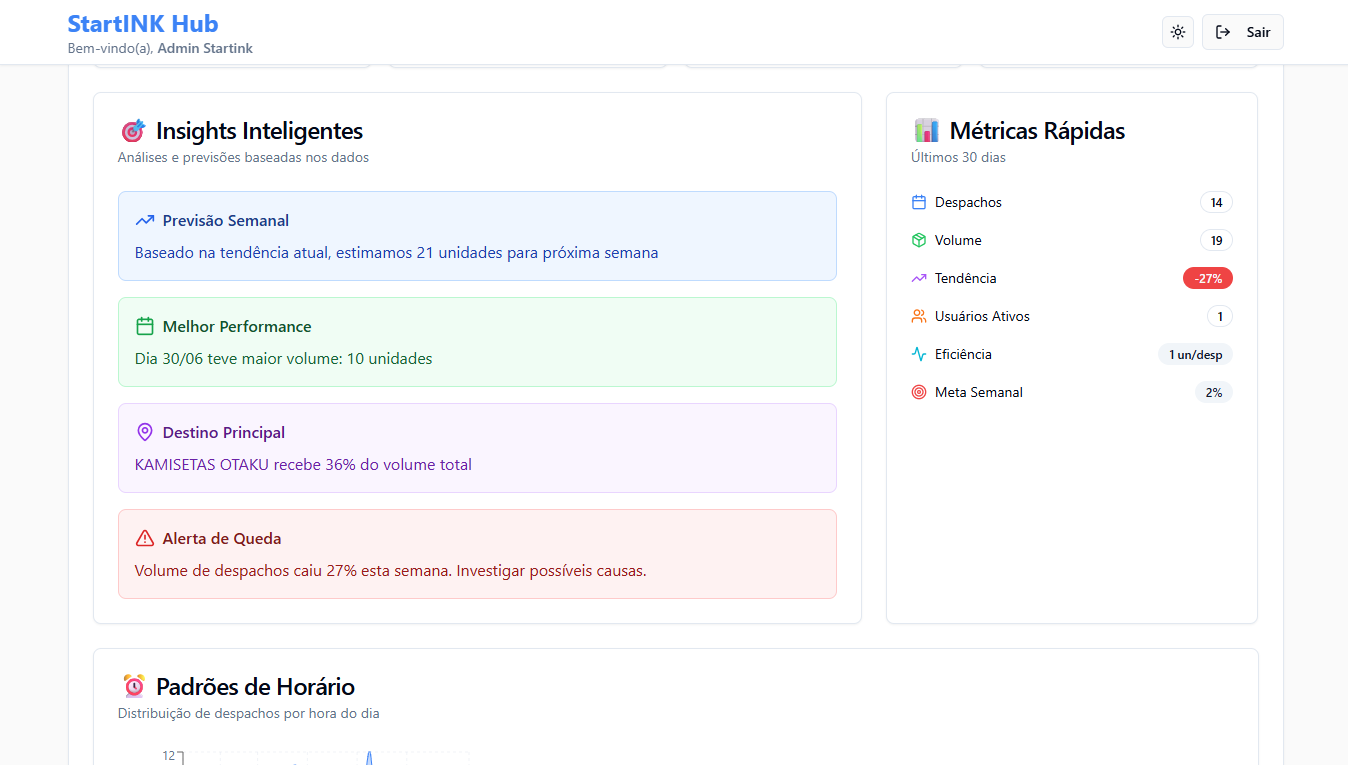 StartINK Hub
Bem-vindo(a), Admin Startink
Sair
Insights Inteligentes
Análises e previsões baseadas nos dados
Previsão Semanal
Baseado na tendência atual, estimamos 21 unidades para próxima semana
Melhor Performance
Dia 30/06 teve maior volume: 10 unidades
Destino Principal
KAMISETAS OTAKU recebe 36% do volume total
Alerta de Queda
Volume de despachos caiu 27% esta semana. Investigar possíveis causas.
Métricas Rápidas
Últimos 30 dias
Despachos 14
Volume 19
Tendência -27%
Usuários Ativos 1
Eficiência 1 un/desp
Meta Semanal 2%
Padrões de Horário
Distribuição de despachos por hora do dia
12